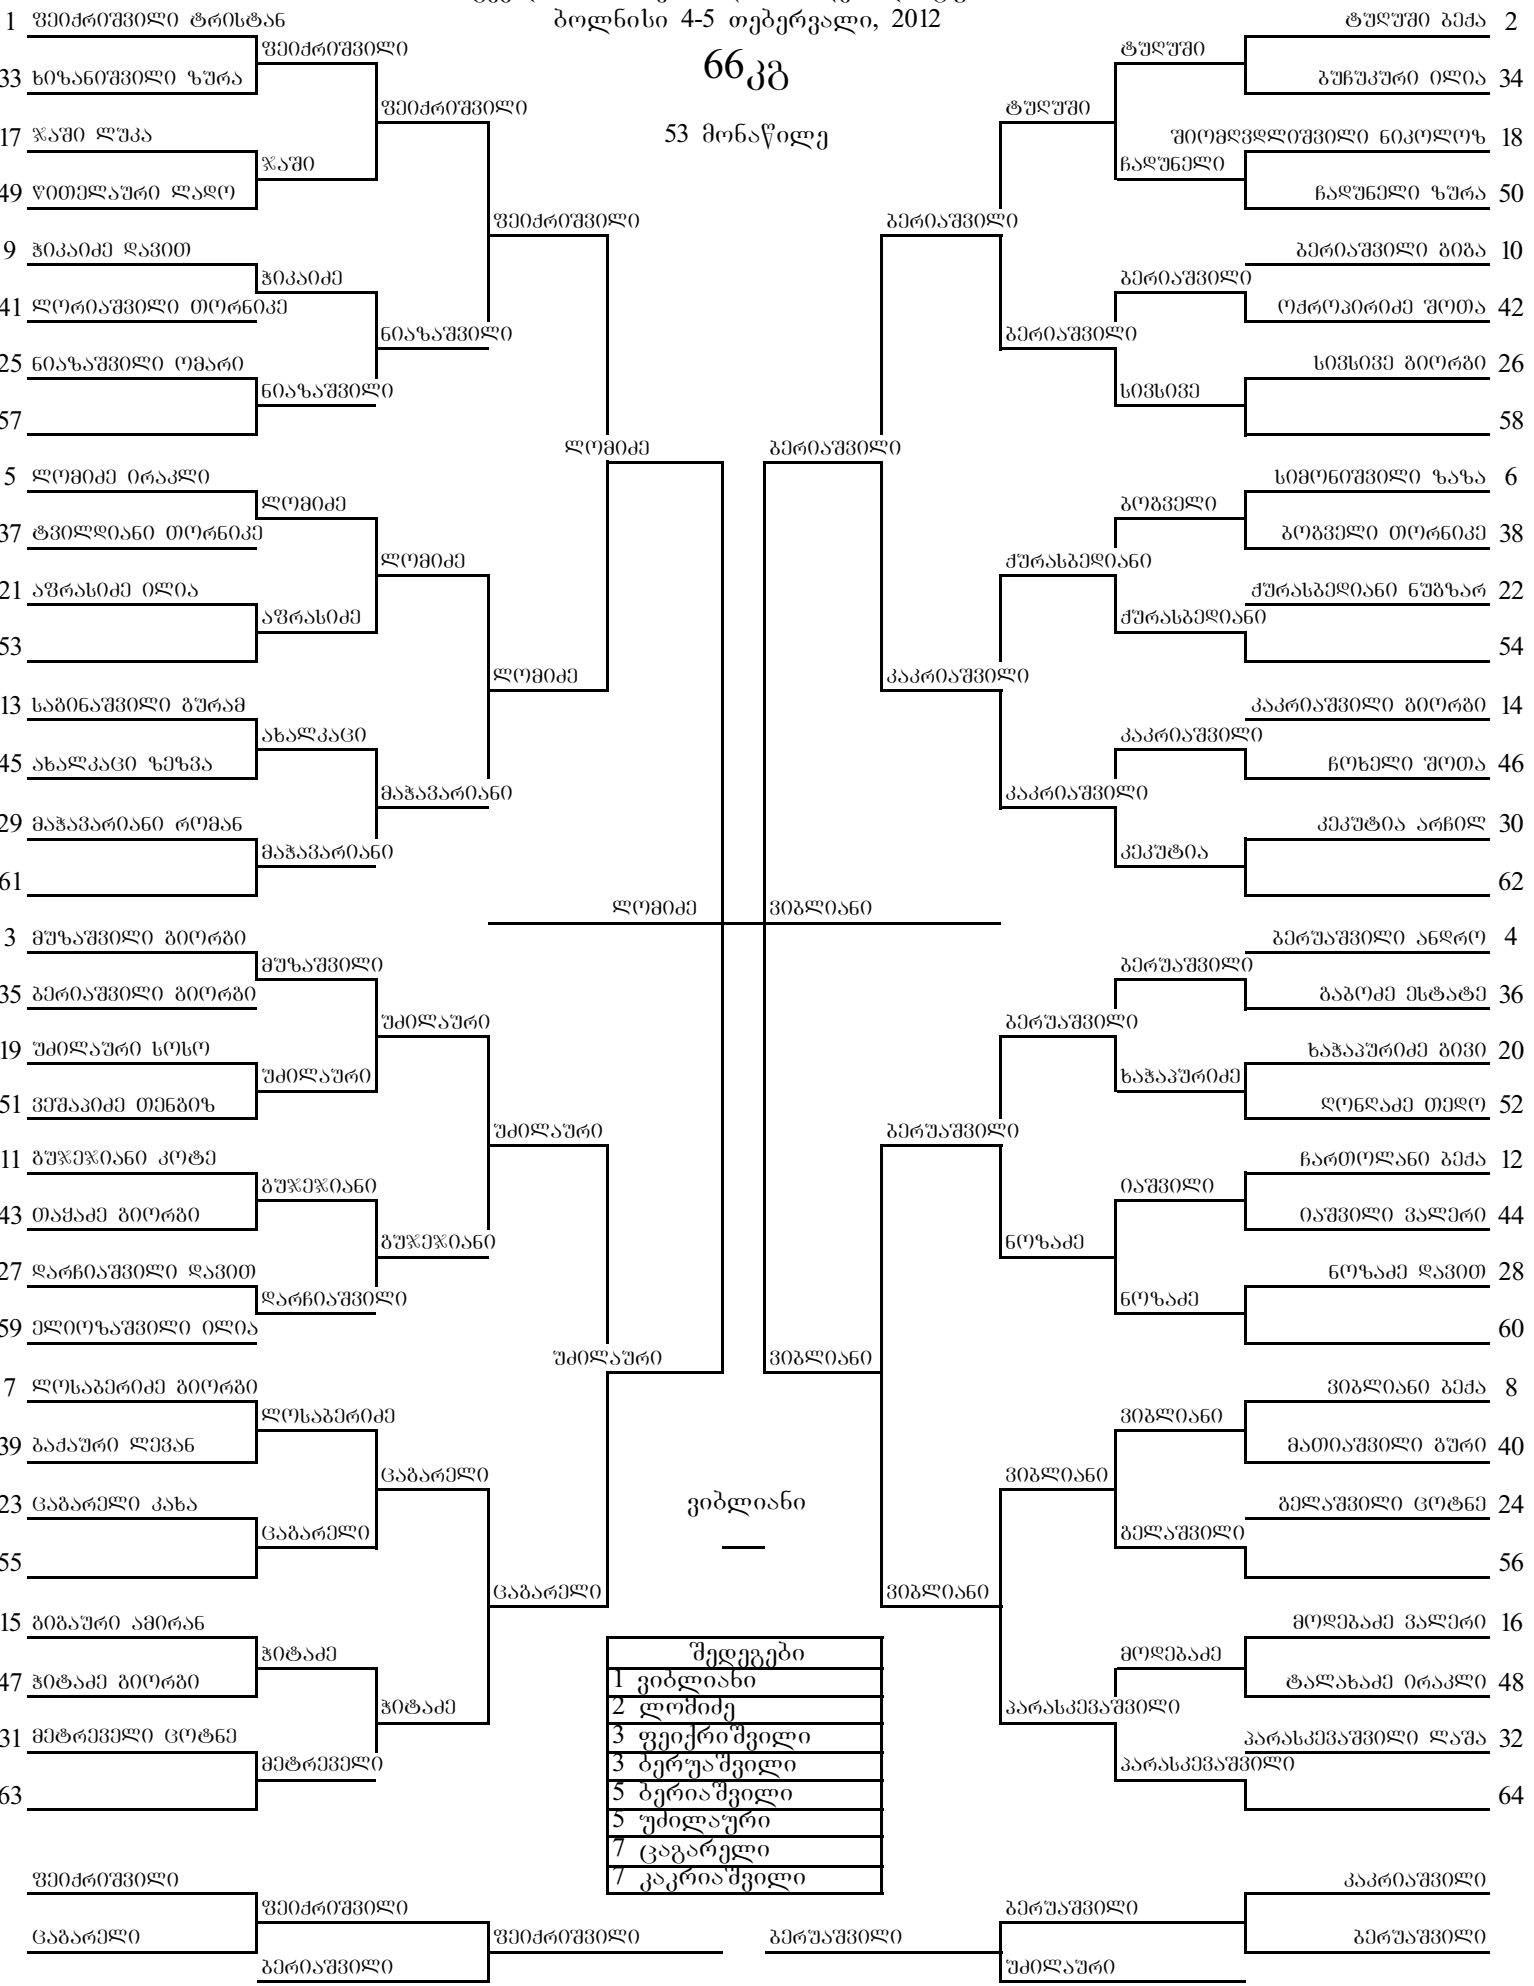 ბოლნისი 4-5 თებერვალი, 2012
66კგ
53 მონაწილე
1 ფეიქრიშვილი ტრისტან
ფეიქრიშვილი
33 ხიზანიშვილი ზურა
ფეიქრიშვილი
17 ჯაში ლუკა
ჯაში
49 წითელაური ლადო
ფეიქრიშვილი
9 ჭიკაიძე დავით
ჭიკაიძე
41 ლორიაშვილი თორნიკე
ნიაზაშვილი
25 ნიაზაშვილი ომარი
ნიაზაშვილი
57
ლომიძე
5 ლომიძე ირაკლი
ლომიძე
37 ტვილდიანი თორნიკე
ლომიძე
21 აფრასიძე ილია
აფრასიძე
53
ლომიძე
13 საგინაშვილი გურამ
ახალკაცი
45 ახალკაცი ზეზვა
მაჭავარიანი
29 მაჭავარიანი რომან
მაჭავარიანი
61
ლომიძე
3 მუზაშვილი გიორგი
მუზაშვილი
35 ბერიაშვილი გიორგი
უძილაური
19 უძილაური სოსო
უძილაური
51 ვეშაპიძე თენგიზ
უძილაური
11 გუჯეჯიანი კოტე
გუჯეჯიანი
43 თაყაძე გიორგი
გუჯეჯიანი
27 დარჩიაშვილი დავით
დარჩიაშვილი
59 ელიოზაშვილი ილია
უძილაური
7 ლოსაბერიძე გიორგი
ლოსაბერიძე
39 ბაქაური ლევან
ცაგარელი
23 ცაგარელი კახა
ცაგარელი
55
ცაგარელი
15 გიგაური ამირან
ჭიტაძე
47 ჭიტაძე გიორგი
ჭიტაძე
31 მეტრეველი ცოტნე
მეტრეველი
63
ტუღუში ბექა 2
ტუღუში
ბუჩუკური ილია 34
ტუღუში
შიომღვდლიშვილი ნიკოლოზ 18
ჩადუნელი
ჩადუნელი ზურა 50
ბერიაშვილი
ბერიაშვილი გიგა 10
ბერიაშვილი
ოქროპირიძე შოთა 42
ბერიაშვილი
სივსივე გიორგი 26
სივსივე
58
ბერიაშვილი
სიმონიშვილი ზაზა 6
ბოგველი
ბოგველი თორნიკე 38
ქურასბედიანი
ქურასბედიანი ნუგზარ 22
ქურასბედიანი
54
კაკრიაშვილი
კაკრიაშვილი გიორგი 14
კაკრიაშვილი
ჩოხელი შოთა 46
კაკრიაშვილი
კეკუტია არჩილ 30
კეკუტია
62
ვიბლიანი
ბერუაშვილი ანდრო 4
ბერუაშვილი
გაბოძე ესტატე 36
ბერუაშვილი
ხაჭაპურიძე გივი 20
ხაჭაპურიძე
ღონღაძე თედო 52
ბერუაშვილი
ჩართოლანი ბექა 12
იაშვილი
იაშვილი ვალერი 44
ნოზაძე
ნოზაძე დავით 28
ნოზაძე
60
ვიბლიანი
ვიბლიანი ბექა 8
ვიბლიანი
მათიაშვილი გური 40
ვიბლიანი
გელაშვილი ცოტნე 24
გელაშვილი
56
ვიბლიანი
მოდებაძე ვალერი 16
მოდებაძე
ტალახაძე ირაკლი 48
პარასკევაშვილი
პარასკევაშვილი ლაშა 32
პარასკევაშვილი
64
ვიბლიანი
შედეგები
1 ვიბლიანი
2 ლომიძე
3 ფეიქრიშვილი
3 ბერუაშვილი
5 ბერიაშვილი
5 უძილაური
7 ცაგარელი
7 კაკრიაშვილი
ფეიქრიშვილი
ფეიქრიშვილი
ცაგარელი
ფეიქრიშვილი
ბერიაშვილი
კაკრიაშვილი
ბერუაშვილი
ბერუაშვილი
ბერუაშვილი
უძილაური